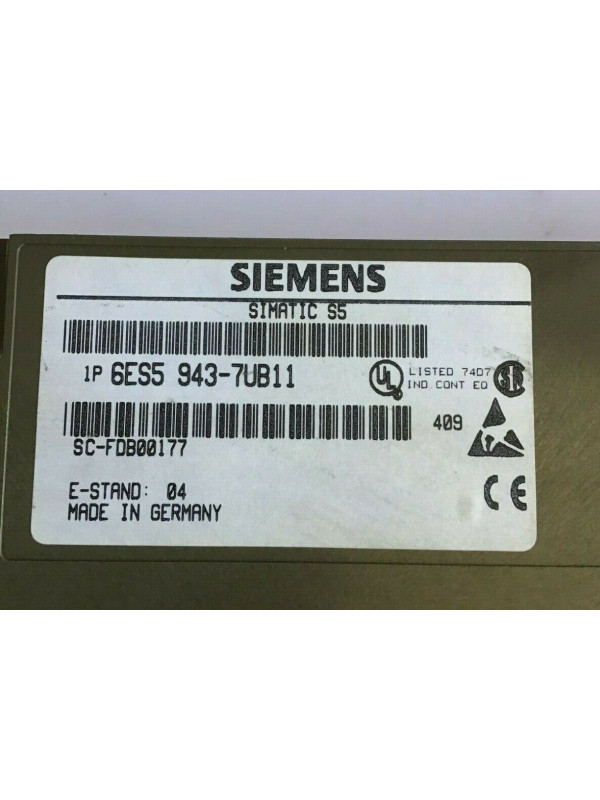 SIEMENS
SIMATIC S5
1P 6ES5 943-7UB11
UL LISTED 74D7
IND CONT EQ
409
SC-FDB00177
E-STAND: 04
MADE IN GERMANY
CE